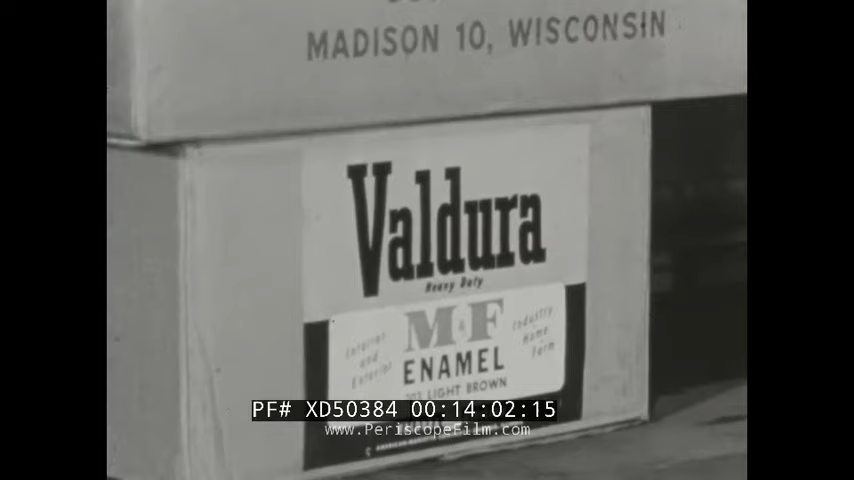 MADISON 10, WISCONSIN
Valdura
Heavy Duty
M & F
ENAMEL
Interior and Exterior
Industry Home Farm
LIGHT BROWN
PF# XD50384 00:14:02:15
www.PeriscopeFilm.com